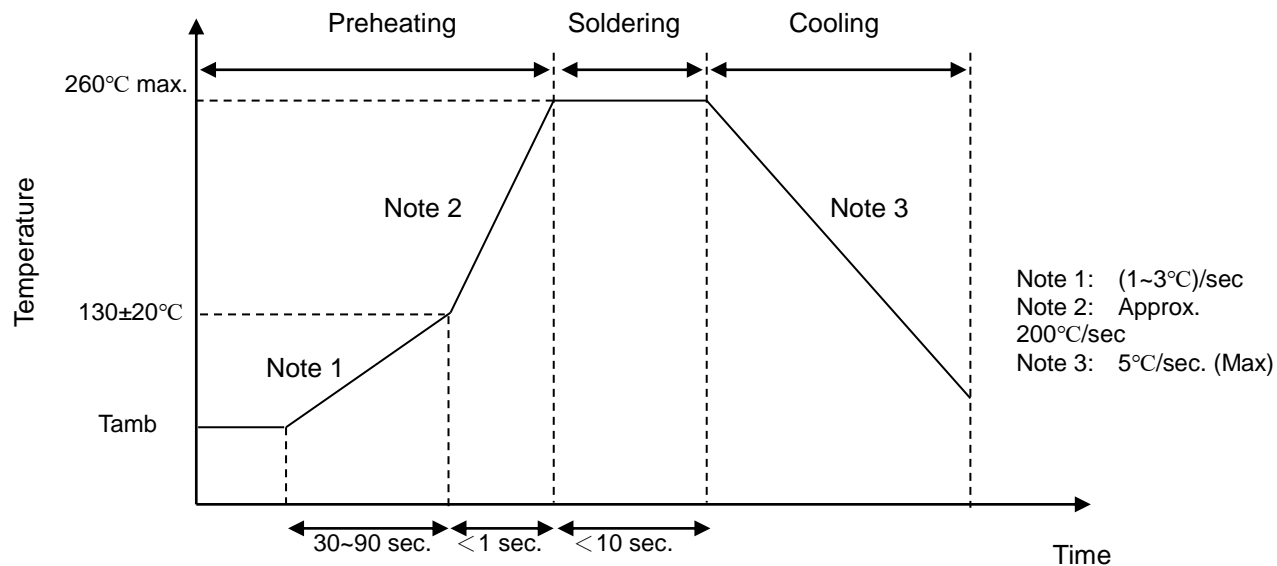 Preheating Soldering Cooling
260℃ max.
Temperature
Note 2
Note 3
130±20℃
Note 1
Tamb
Note 1: (1~3℃)/sec
Note 2: Approx.
200℃/sec
Note 3: 5℃/sec. (Max)
30~90 sec. ＜1 sec. ＜10 sec.
Time